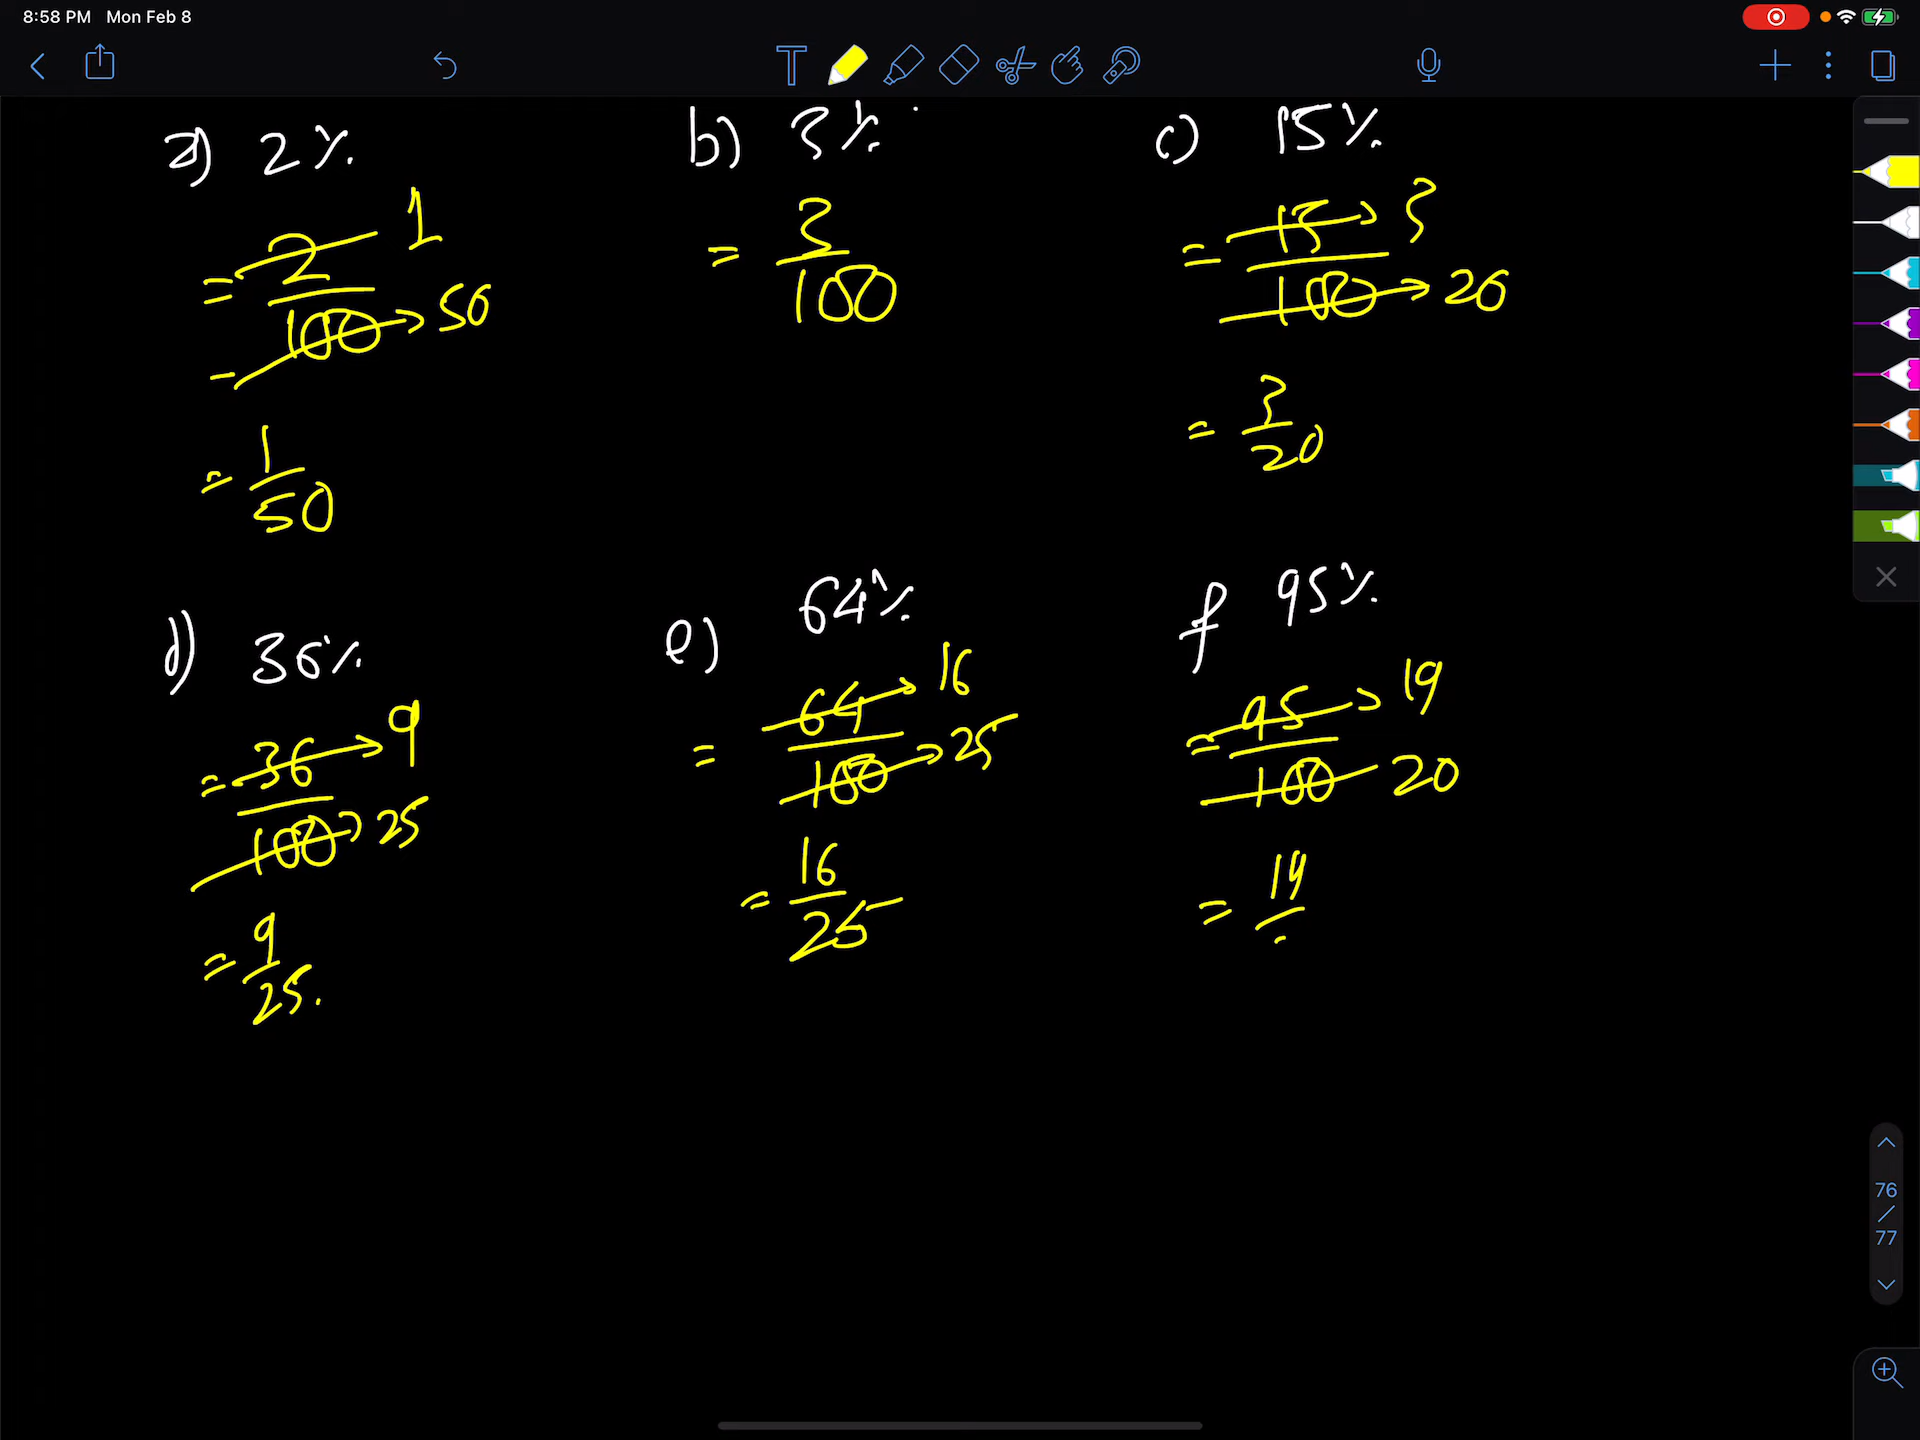 8:58 PM Mon Feb 8
a) 2%
= 2/100 → 1
50
= 1/50
b) 3%
= 3/100
c) 15%
= 15/100 → 3
20
= 3/20
d) 36%
= 36/100 → 9
25
= 9/25.
e) 64%
= 64/100 → 16
25
= 16/25
f 95%
= 95/100 → 19
20
= 19
76
/
77